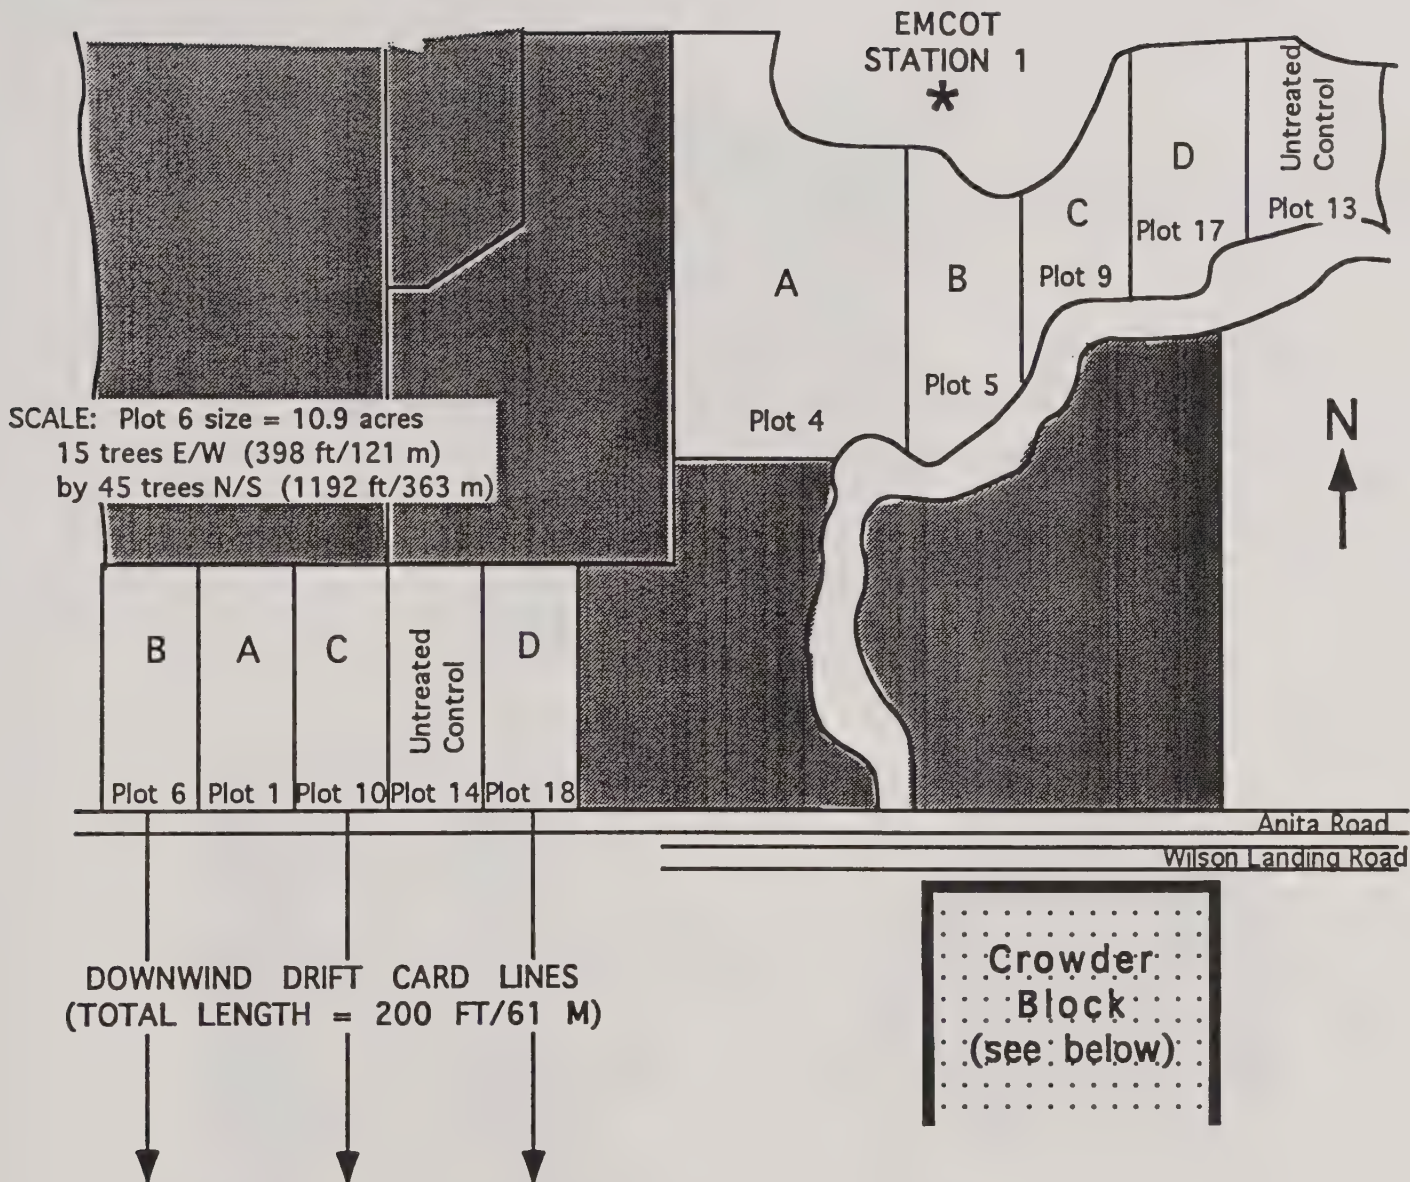 EMCOT
STATION 1
*
Untreated
Control
D
C
Plot 13
Plot 17
A
B
Plot 9
Plot 5
Plot 4
SCALE: Plot 6 size = 10.9 acres
15 trees E/W (398 ft/121 m)
by 45 trees N/S (1192 ft/363 m)
N
B
A
C
Untreated
Control
D
Plot 6
Plot 1
Plot 10
Plot 14
Plot 18
Anita Road
Wilson Landing Road
DOWNWIND DRIFT CARD LINES
(TOTAL LENGTH = 200 FT/61 M)
Crowder
Block
(see below)